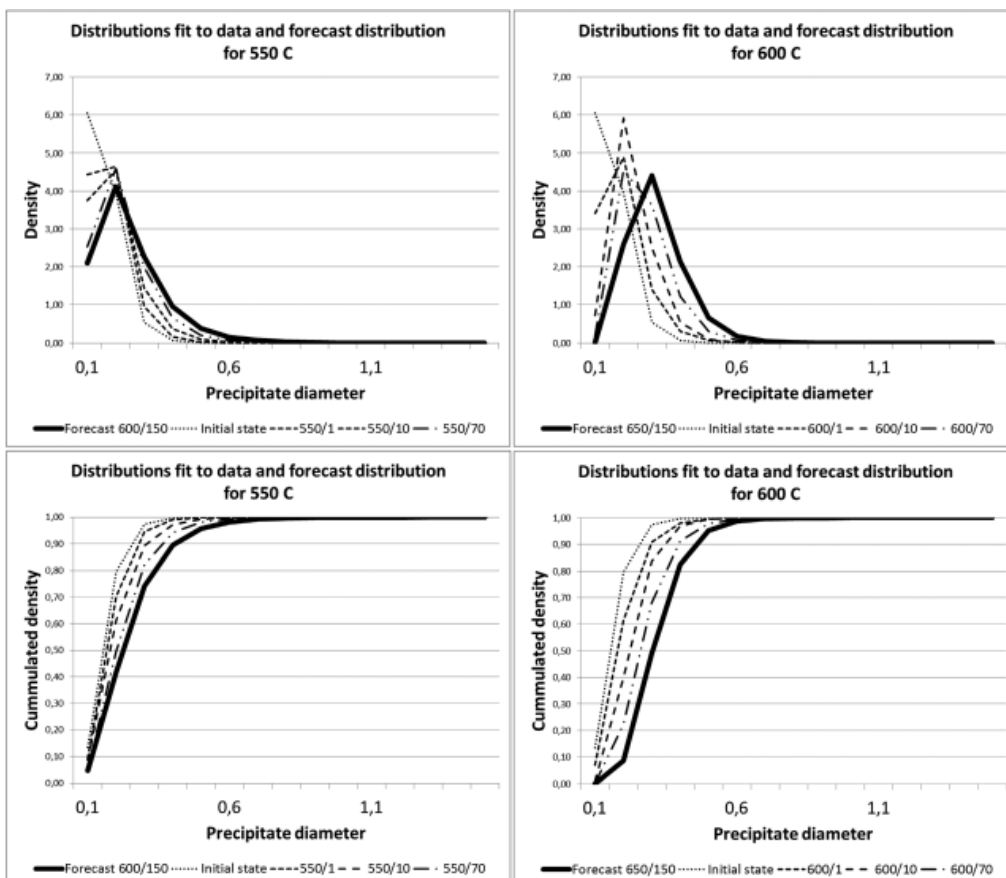 Distributions fit to data and forecast distribution
for 550 C
7,00
6,00
5,00
4,00
3,00
2,00
1,00
0,00
Density
0,1
0,6
1,1
Precipitate diameter
Forecast 600/150
Initial state
550/1
550/10
550/70
Distributions fit to data and forecast distribution
for 600 C
7,00
6,00
5,00
4,00
3,00
2,00
1,00
0,00
Density
0,1
0,6
1,1
Precipitate diameter
Forecast 650/150
Initial state
600/1
600/10
600/70
Distributions fit to data and forecast distribution
for 550 C
1,00
0,90
0,80
0,70
0,60
0,50
0,40
0,30
0,20
0,10
0,00
Cummulated density
0,1
0,6
1,1
Precipitate diameter
Forecast 600/150
Initial state
550/1
550/10
550/70
Distributions fit to data and forecast distribution
for 600 C
1,00
0,90
0,80
0,70
0,60
0,50
0,40
0,30
0,20
0,10
0,00
Cummulated density
0,1
0,6
1,1
Precipitate diameter
Forecast 650/150
Initial state
600/1
600/10
600/70